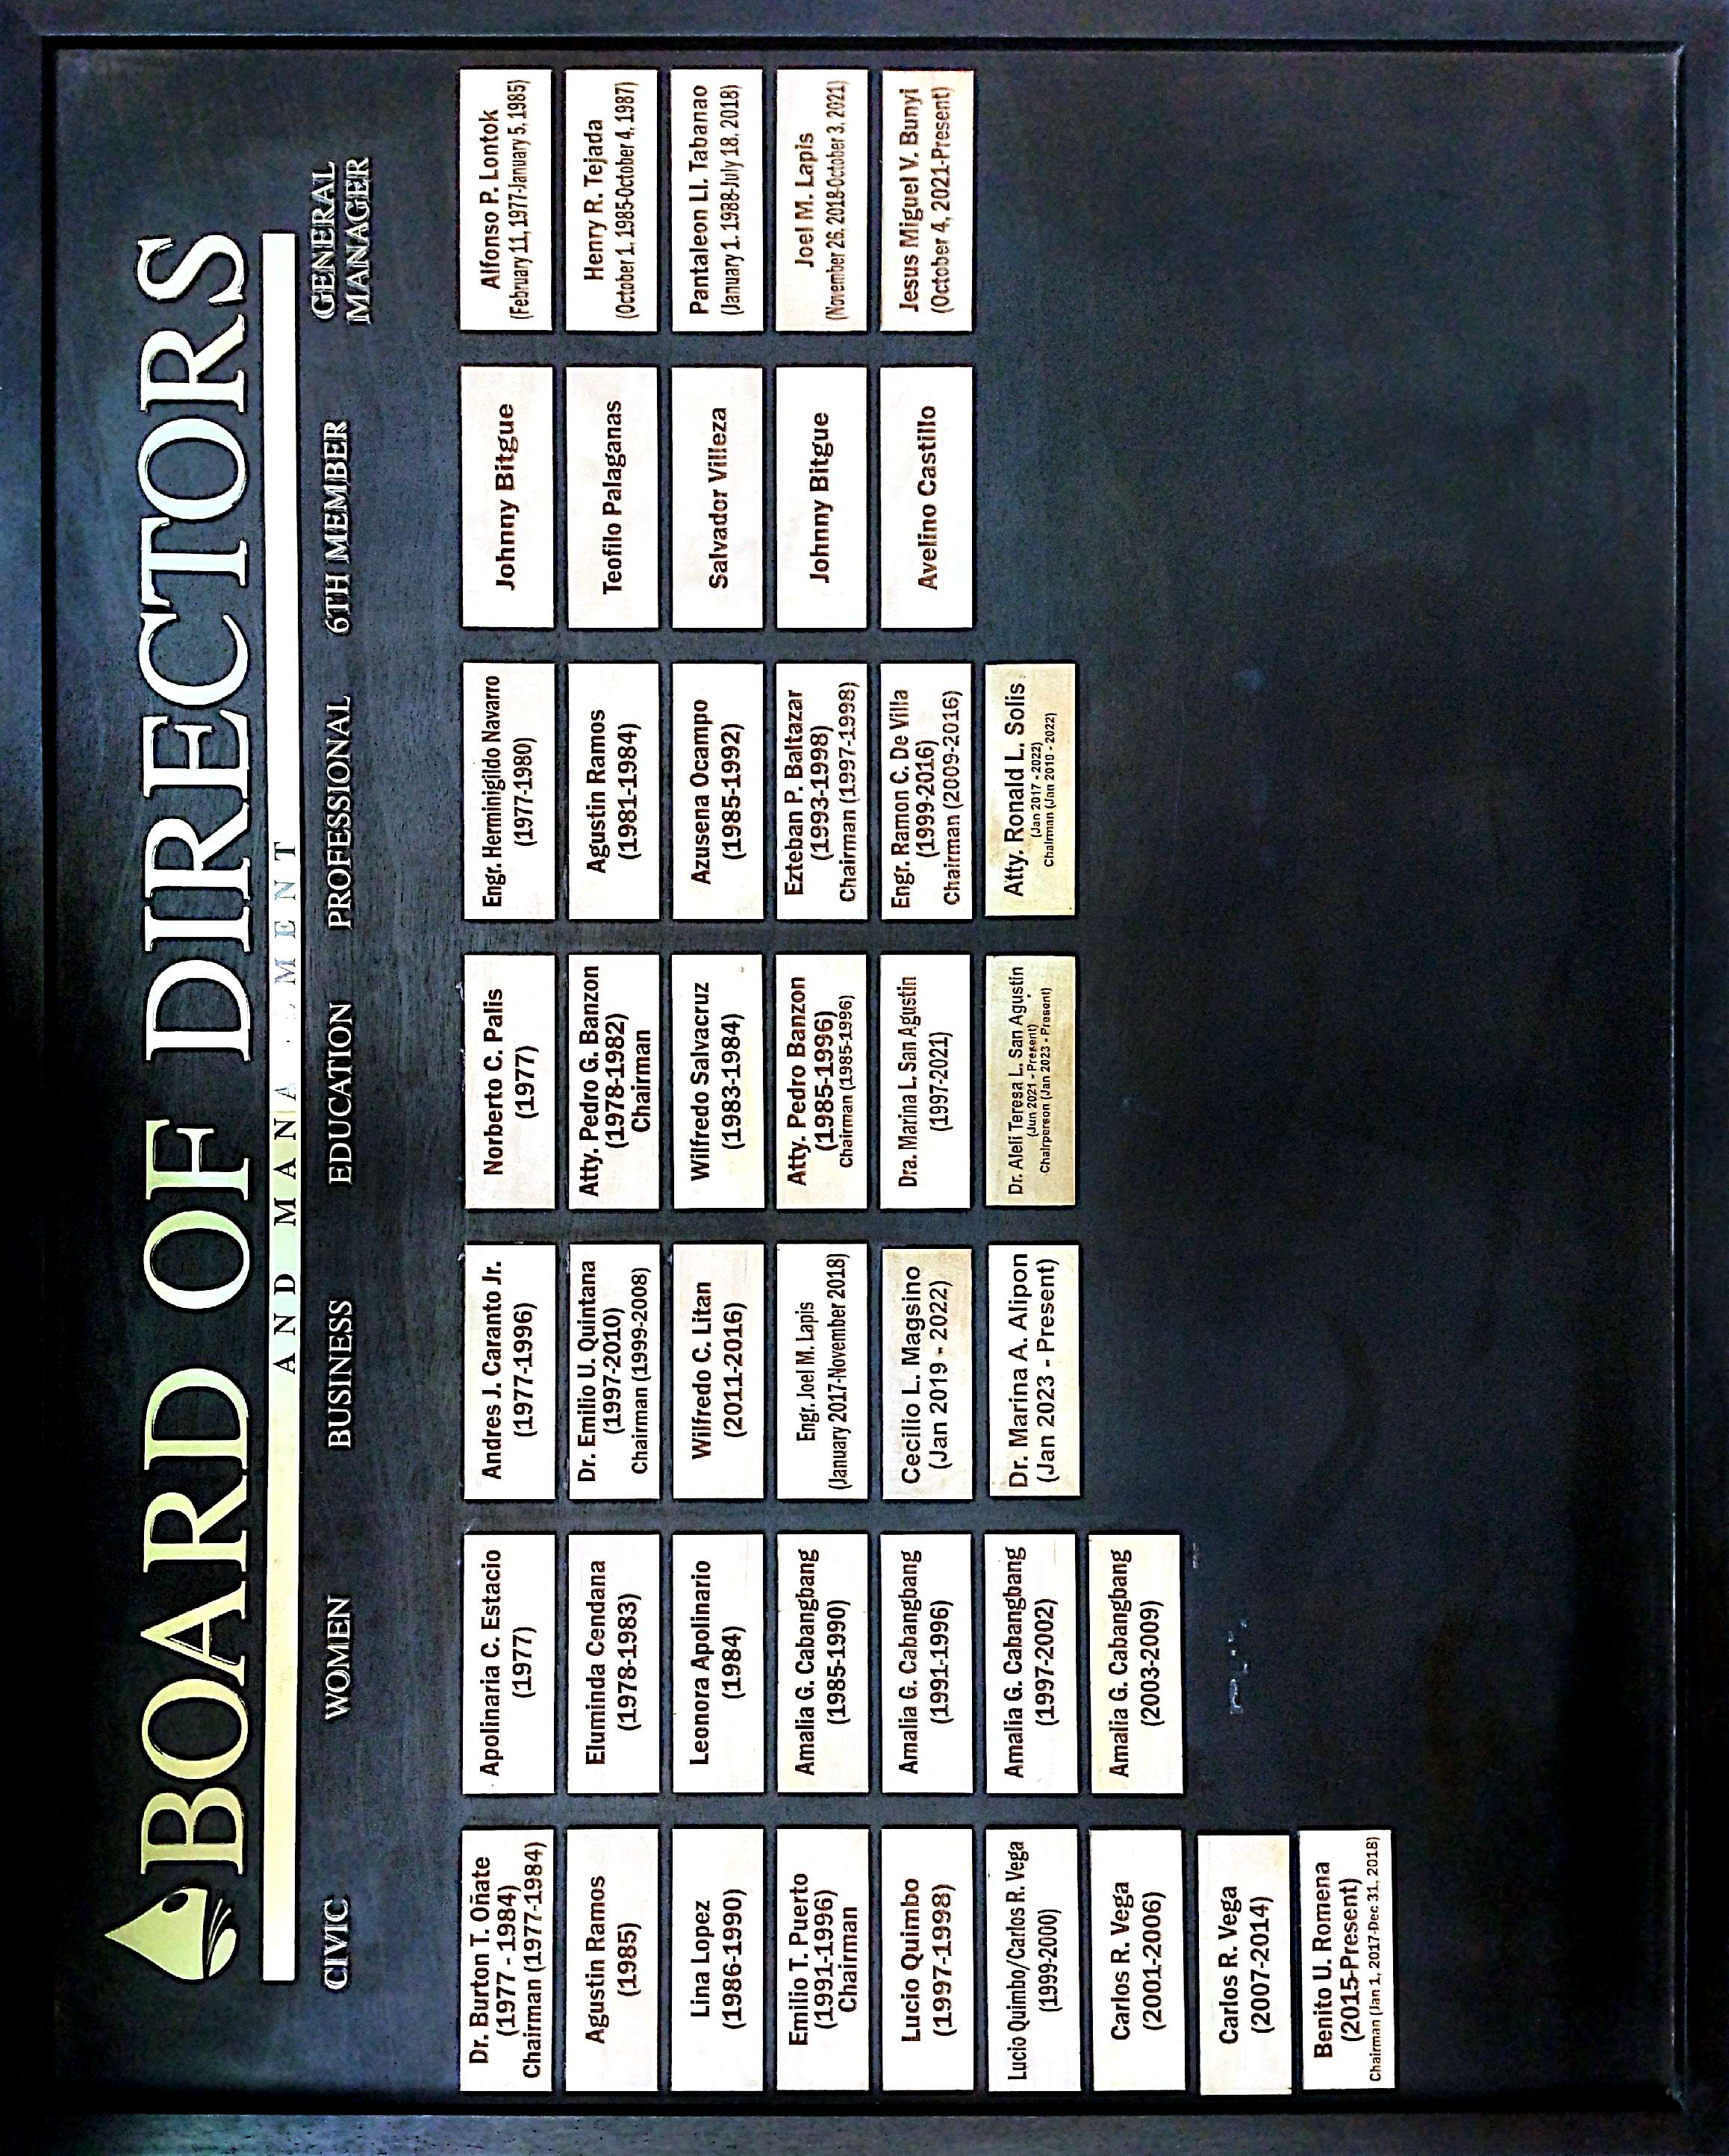 BOARD OF DIRECTORS
AND MENT
CIVIC
Dr. Burton T. Oñate
(1977 - 1984)
Chairman (1977-1984)
Agustin Ramos
(1985)
Lina Lopez
(1986-1990)
Emilio T. Puerto
(1991-1996)
Chairman
Lucio Quimbo
(1997-1998)
Lucio Quimbo/Carlos R. Vega
(1999-2000)
Carlos R. Vega
(2001-2006)
Carlos R. Vega
(2007-2014)
Benito U. Romena
(2015-Present)
Chairman (Jan 1, 2017-Dec 31, 2018)
WOMEN
Apolinaria C. Estacio
(1977)
Eluminda Cendana
(1978-1983)
Leonora Apolinario
(1984)
Amalia G. Cabangbang
(1985-1990)
Amalia G. Cabangbang
(1991-1996)
Amalia G. Cabangbang
(1997-2002)
Amalia G. Cabangbang
(2003-2009)
BUSINESS
Andres J. Caranto Jr.
(1977-1996)
Dr. Emilio U. Quintana
(1997-2010)
Chairman (1999-2008)
Wilfredo C. Litan
(2011-2016)
Engr. Joel M. Lapis
(January 2017-November 2018)
Cecilio L. Magsino
(Jan 2019 - 2022)
Dr. Marina A. Alipon
(Jan 2023 - Present)
EDUCATION
Norberto C. Palis
(1977)
Atty. Pedro G. Banzon
(1978-1982)
Chairman
Wilfredo Salvacruz
(1983-1984)
Atty. Pedro Banzon
(1985-1996)
Chairman (1985-1996)
Dra. Marina L. San Agustin
(1997-2021)
Dr. Aleli Teresa L. San Agustin
(Jun 2021 - Present)
Chairperson (Jan 2023 - Present)
PROFESSIONAL
Engr. Herminigildo Navarro
(1977-1980)
Agustin Ramos
(1981-1984)
Azusena Ocampo
(1985-1992)
Ezteban P. Baltazar
(1993-1998)
Chairman (1997-1998)
Engr. Ramon C. De Villa
(1999-2016)
Chairman (2009-2016)
Atty. Ronald L. Solis
(Jan 2017 - 2022)
Chairman (Jan 2019 - 2022)
6TH MEMBER
Johnny Bitgue
Teofilo Palaganas
Salvador Villeza
Johnny Bitgue
Avelino Castillo
GENERAL
MANAGER
Alfonso P. Lontok
(February 11, 1977-January 5, 1985)
Henry R. Tejada
(October 1, 1985-October 4, 1987)
Pantaleon Ll. Tabanao
(January 1, 1988-July 18, 2018)
Joel M. Lapis
(November 26, 2018-October 3, 2021)
Jesus Miguel V. Bunyi
(October 4, 2021-Present)